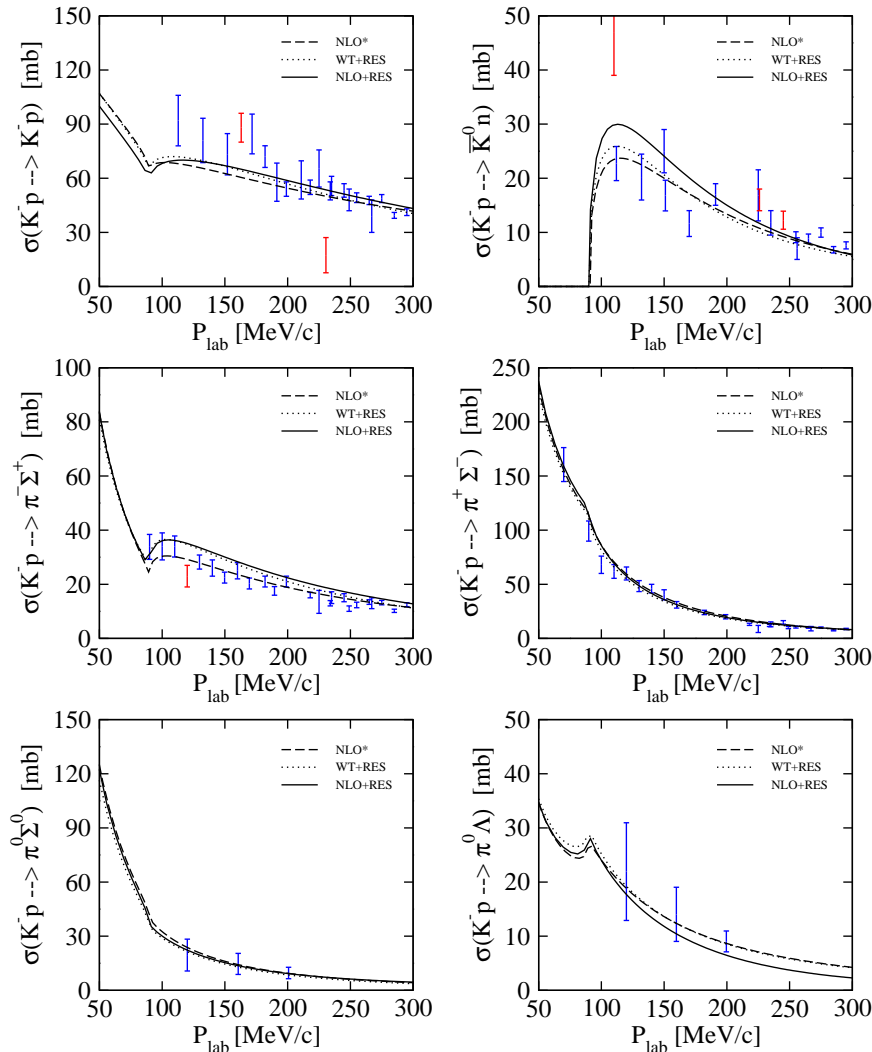 σ(K⁻p --> K⁻p) [mb]
150
120
90
60
30
0
NLO*
WT+RES
NLO+RES
50 100 150 200 250 300
P_lab [MeV/c]
σ(K⁻p --> K̅⁰n) [mb]
50
40
30
20
10
0
NLO*
WT+RES
NLO+RES
50 100 150 200 250 300
P_lab [MeV/c]
σ(K⁻p --> π⁻Σ⁺) [mb]
100
80
60
40
20
0
NLO*
WT+RES
NLO+RES
50 100 150 200 250 300
P_lab [MeV/c]
σ(K⁻p --> π⁺Σ⁻) [mb]
250
200
150
100
50
0
NLO*
WT+RES
NLO+RES
50 100 150 200 250 300
P_lab [MeV/c]
σ(K⁻p --> π⁰Σ⁰) [mb]
150
120
90
60
30
0
NLO*
WT+RES
NLO+RES
50 100 150 200 250 300
P_lab [MeV/c]
σ(K⁻p --> π⁰Λ) [mb]
50
40
30
20
10
0
NLO*
WT+RES
NLO+RES
50 100 150 200 250 300
P_lab [MeV/c]